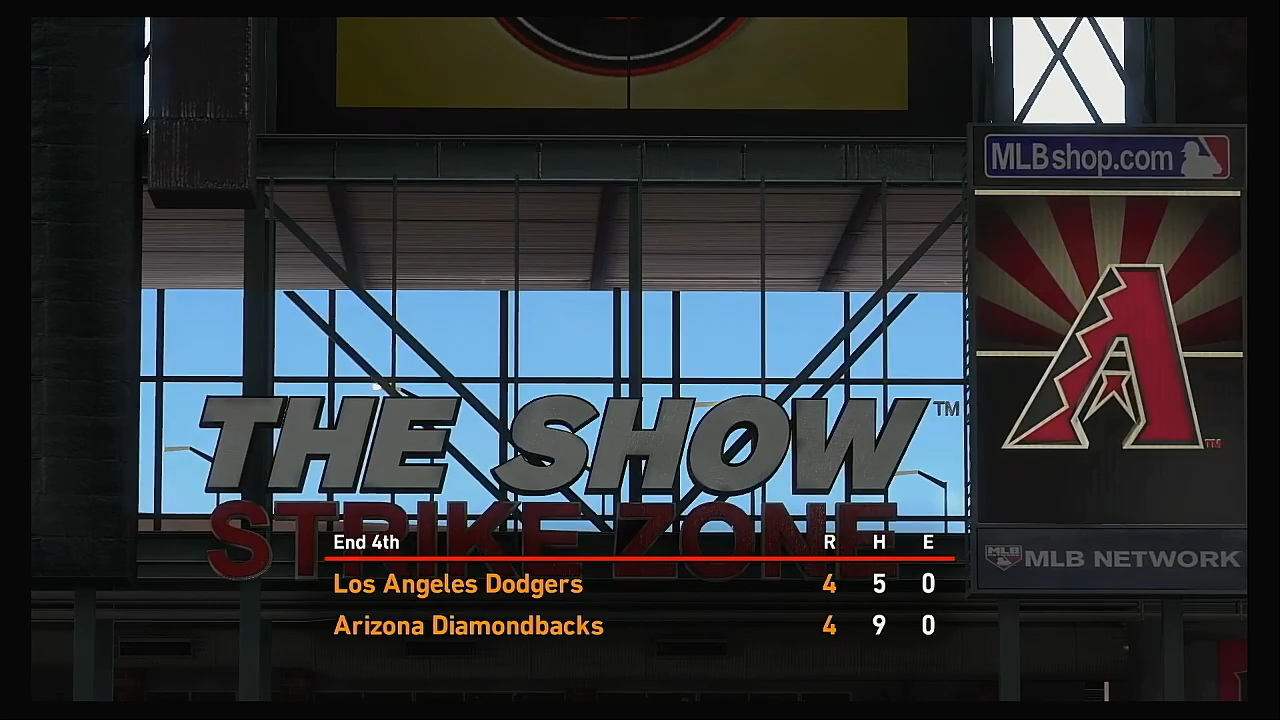 MLBshop.com
THE SHOW™
STRIKE ZONE
End 4th R H E
Los Angeles Dodgers 4 5 0
Arizona Diamondbacks 4 9 0
A™
MLB NETWORK